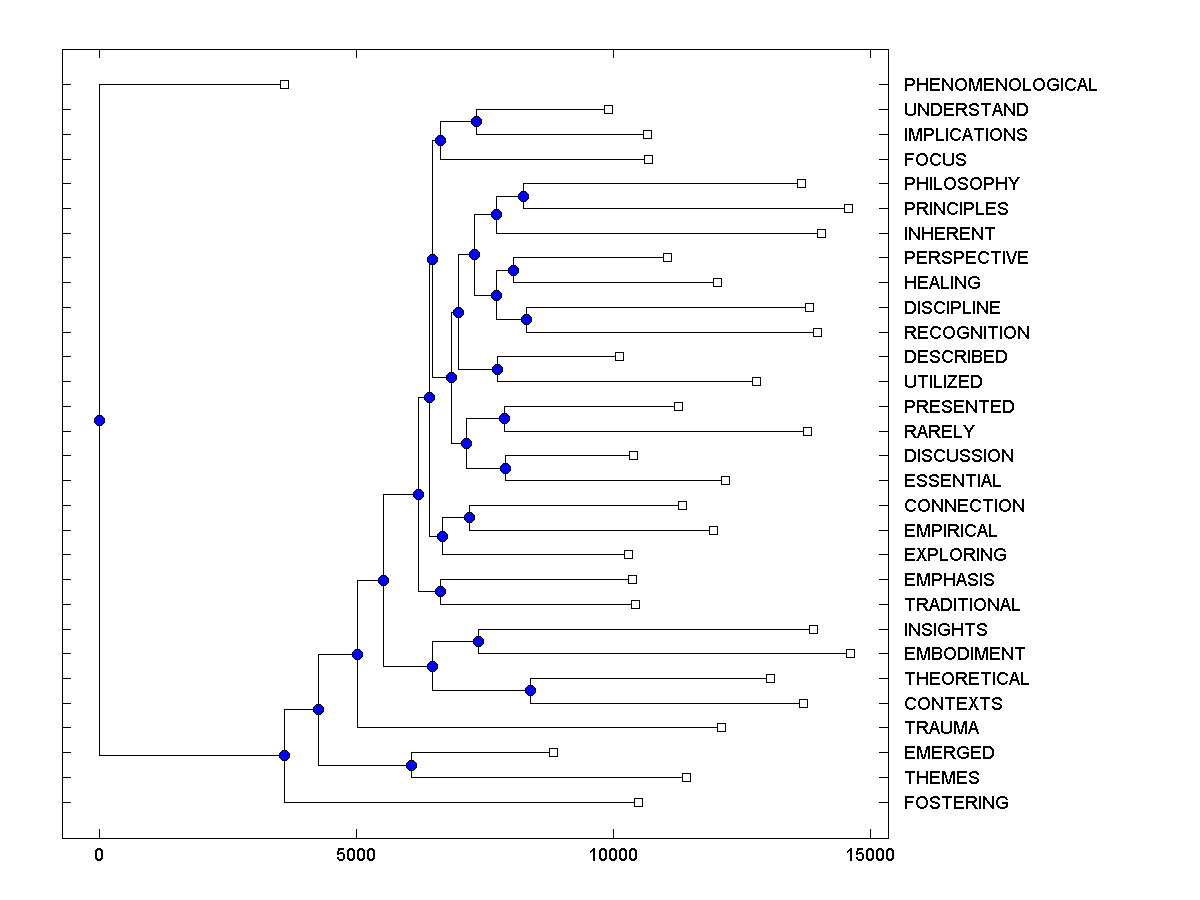 PHENOMENOLOGICAL
UNDERSTAND
IMPLICATIONS
FOCUS
PHILOSOPHY
PRINCIPLES
INHERENT
PERSPECTIVE
HEALING
DISCIPLINE
RECOGNITION
DESCRIBED
UTILIZED
PRESENTED
RARELY
DISCUSSION
ESSENTIAL
CONNECTION
EMPIRICAL
EXPLORING
EMPHASIS
TRADITIONAL
INSIGHTS
EMBODIMENT
THEORETICAL
CONTEXTS
TRAUMA
EMERGED
THEMES
FOSTERING
0 5000 10000 15000